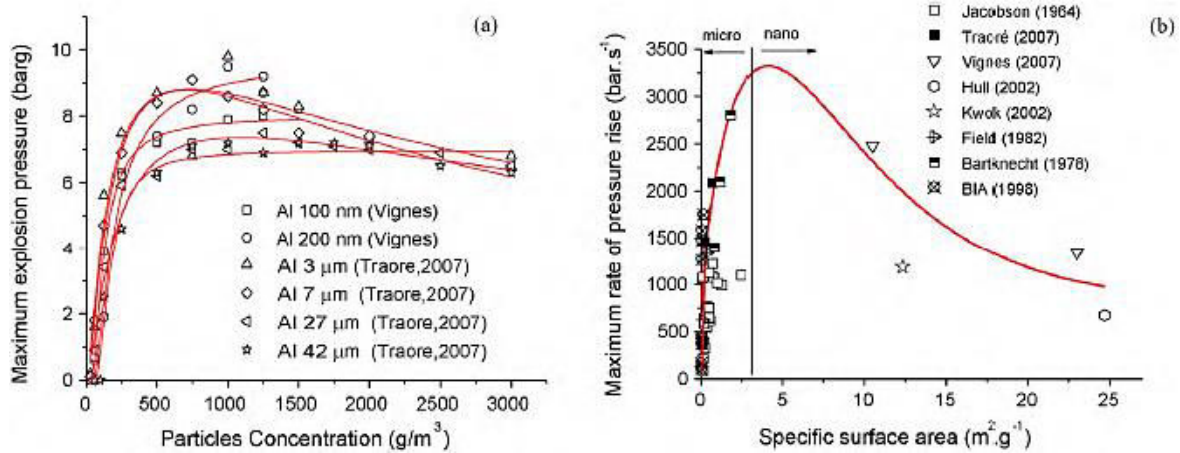 (a)
Maximum explosion pressure (barg)
10
8
6
4
2
0
0
500
1000
1500
2000
2500
3000
Particles Concentration (g/m³)
Al 100 nm (Vignes)
Al 200 nm (Vignes)
Al 3 μm (Traore,2007)
Al 7 μm (Traore,2007)
Al 27 μm (Traore,2007)
Al 42 μm (Traore,2007)
(b)
Jacobson (1964)
Traoré (2007)
Vignes (2007)
Hull (2002)
Kwok (2002)
Field (1982)
Bartknecht (1978)
BIA (1998)
micro
nano
Maximum rate of pressure rise (bar.s⁻¹)
3500
3000
2500
2000
1500
1000
500
0
0
5
10
15
20
25
Specific surface area (m².g⁻¹)